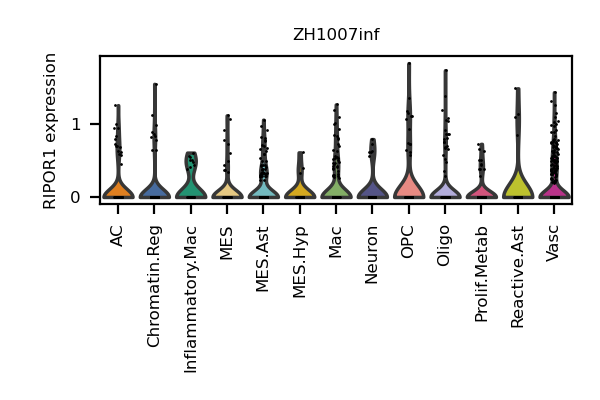 ZH1007inf
RIPOR1 expression
1
0
AC
Chromatin.Reg
Inflammatory.Mac
MES
MES.Ast
MES.Hyp
Mac
Neuron
OPC
Oligo
Prolif.Metab
Reactive.Ast
Vasc